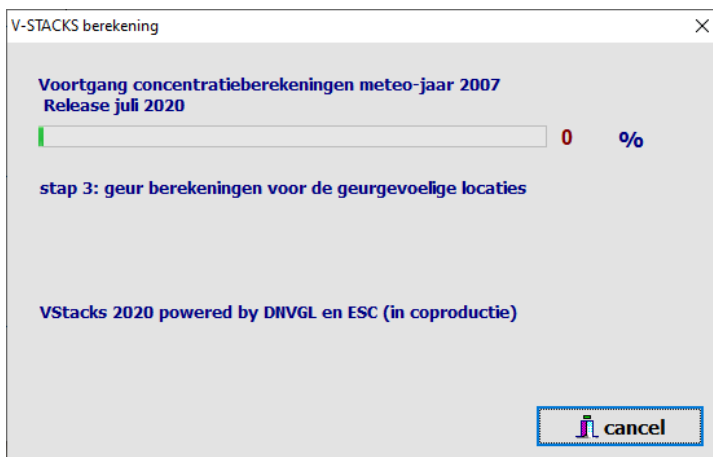 V-STACKS berekening
Voortgang concentratieberekeningen meteo-jaar 2007
Release juli 2020
0 %
stap 3: geur berekeningen voor de geurgevoelige locaties
VStacks 2020 powered by DNVGL en ESC (in coproductie)
cancel